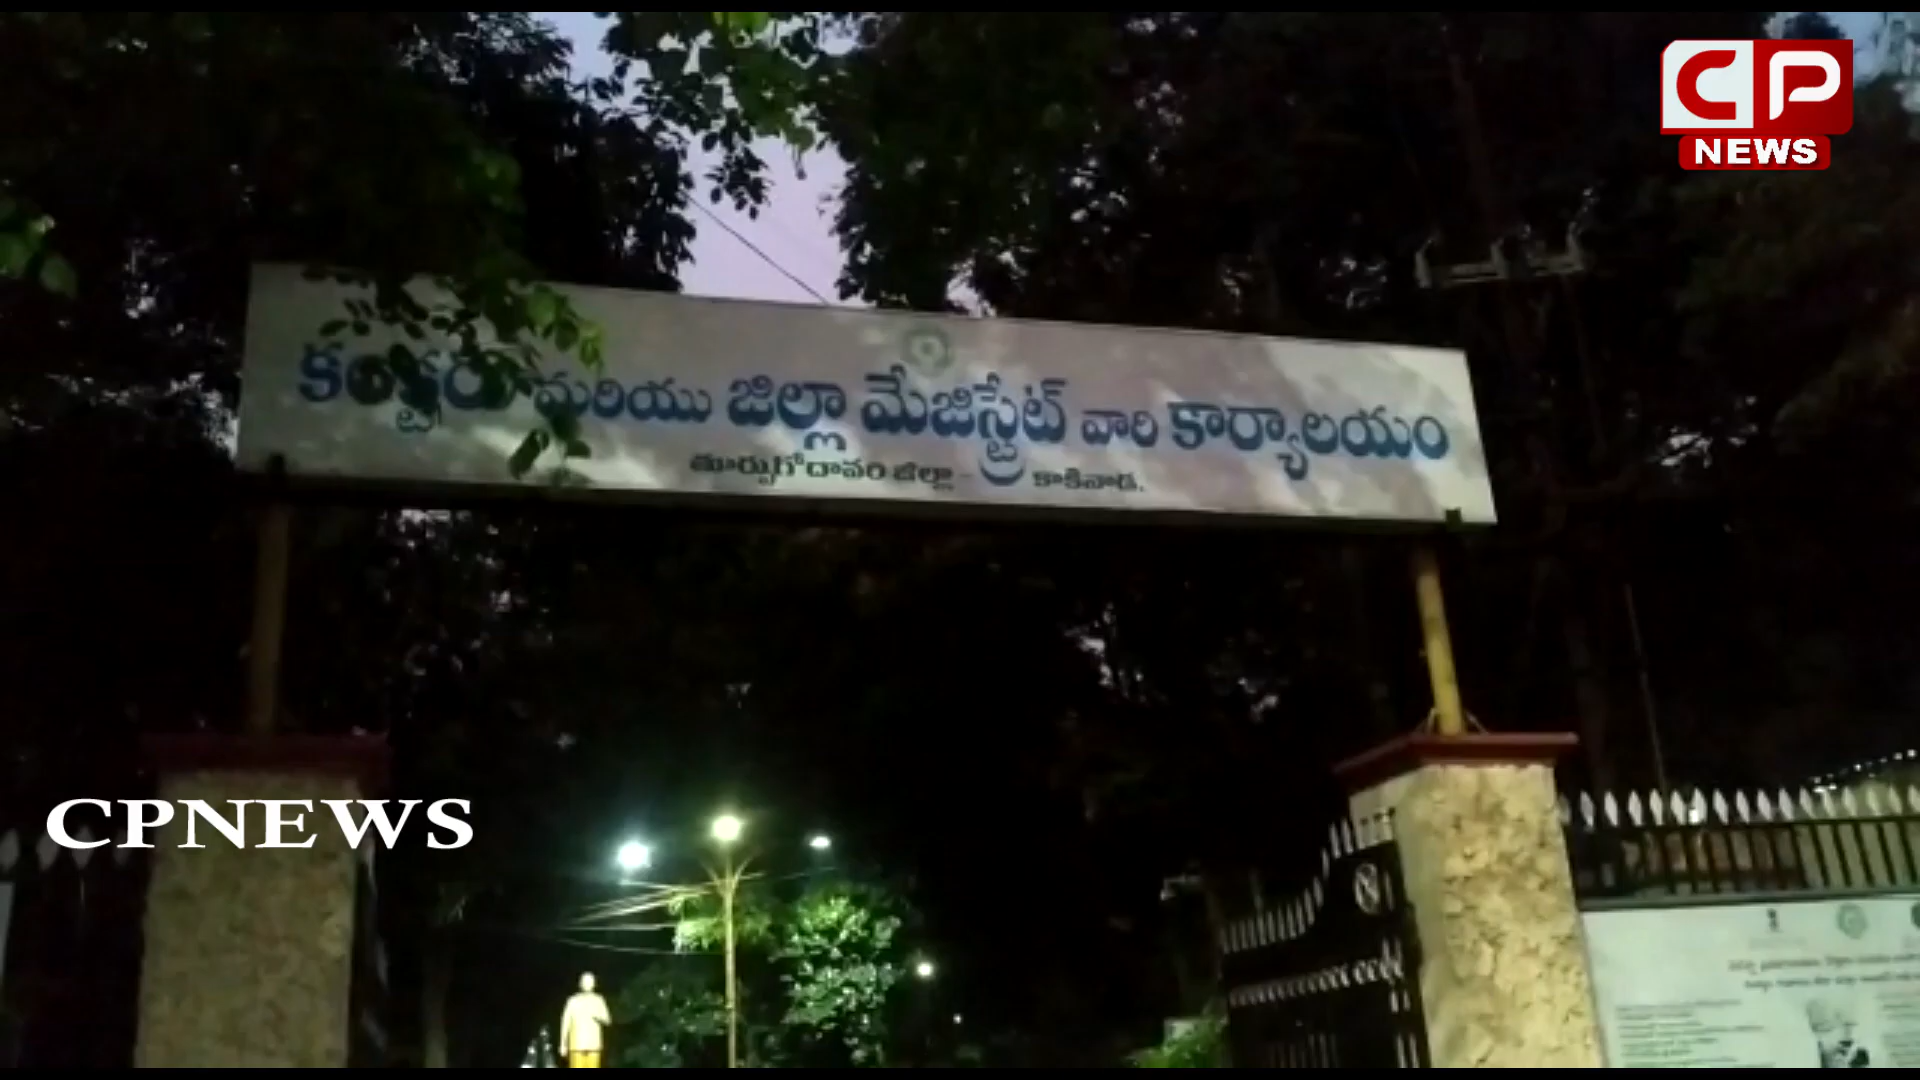 CP
NEWS
కలెక్టరు మరియు జిల్లా మేజిస్ట్రేట్ వారి కార్యాలయం
తూర్పుగోదావరి జిల్లా - కాకినాడ.
CPNEWS